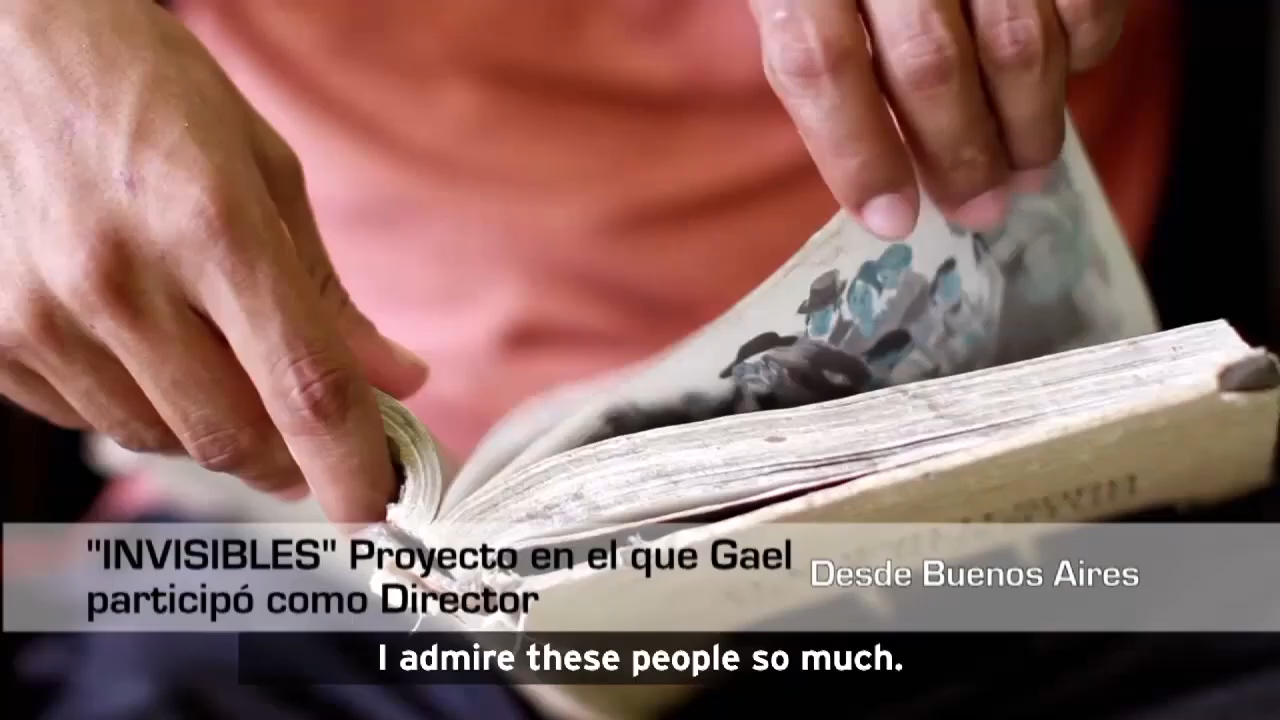 "INVISIBLES" Proyecto en el que Gael
participó como Director
Desde Buenos Aires
I admire these people so much.